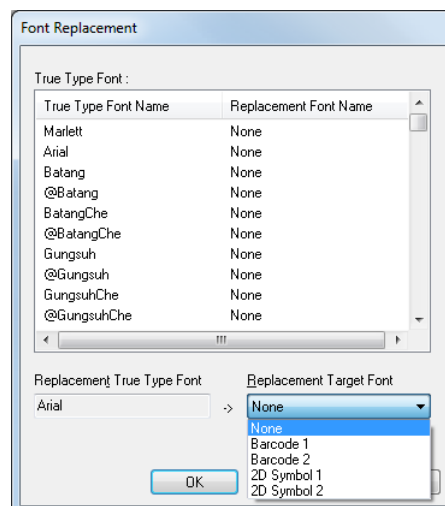 Font Replacement
True Type Font :
True Type Font Name Replacement Font Name
Marlett None
Arial None
Batang None
@Batang None
BatangChe None
@BatangChe None
Gungsuh None
@Gungsuh None
GungsuhChe None
@GungsuhChe None
Replacement True Type Font Replacement Target Font
Arial -> None
None
Barcode 1
Barcode 2
2D Symbol 1
2D Symbol 2
OK